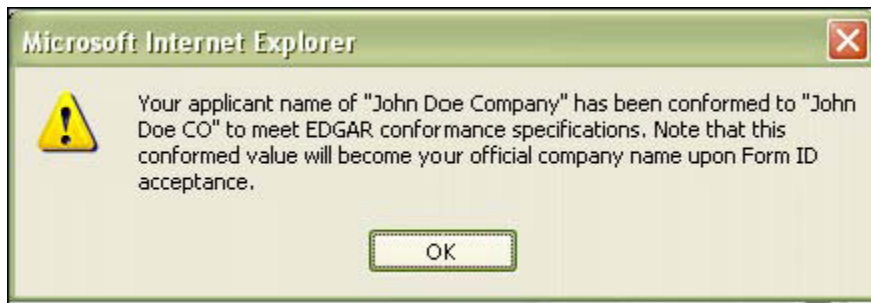 Microsoft Internet Explorer
Your applicant name of "John Doe Company" has been conformed to "John
Doe CO" to meet EDGAR conformance specifications. Note that this
conformed value will become your official company name upon Form ID
acceptance.
OK